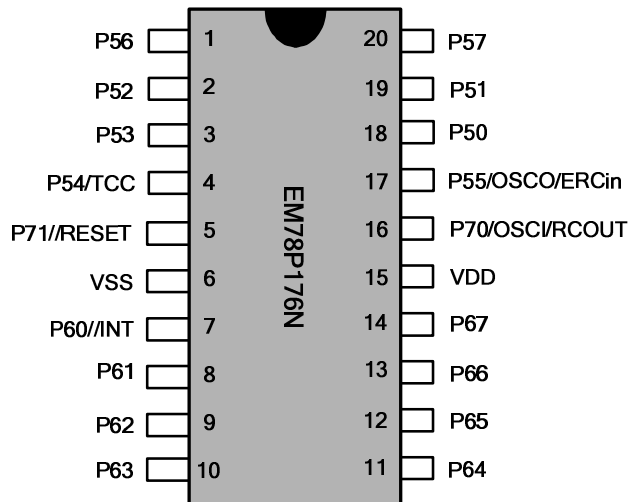 P56 1 20 P57
P52 2 19 P51
P53 3 18 P50
P54/TCC 4 17 P55/OSCO/ERCin
P71//RESET 5 16 P70/OSCI/RCOUT
VSS 6 15 VDD
P60//INT 7 14 P67
P61 8 13 P66
P62 9 12 P65
P63 10 11 P64
EM78P176N